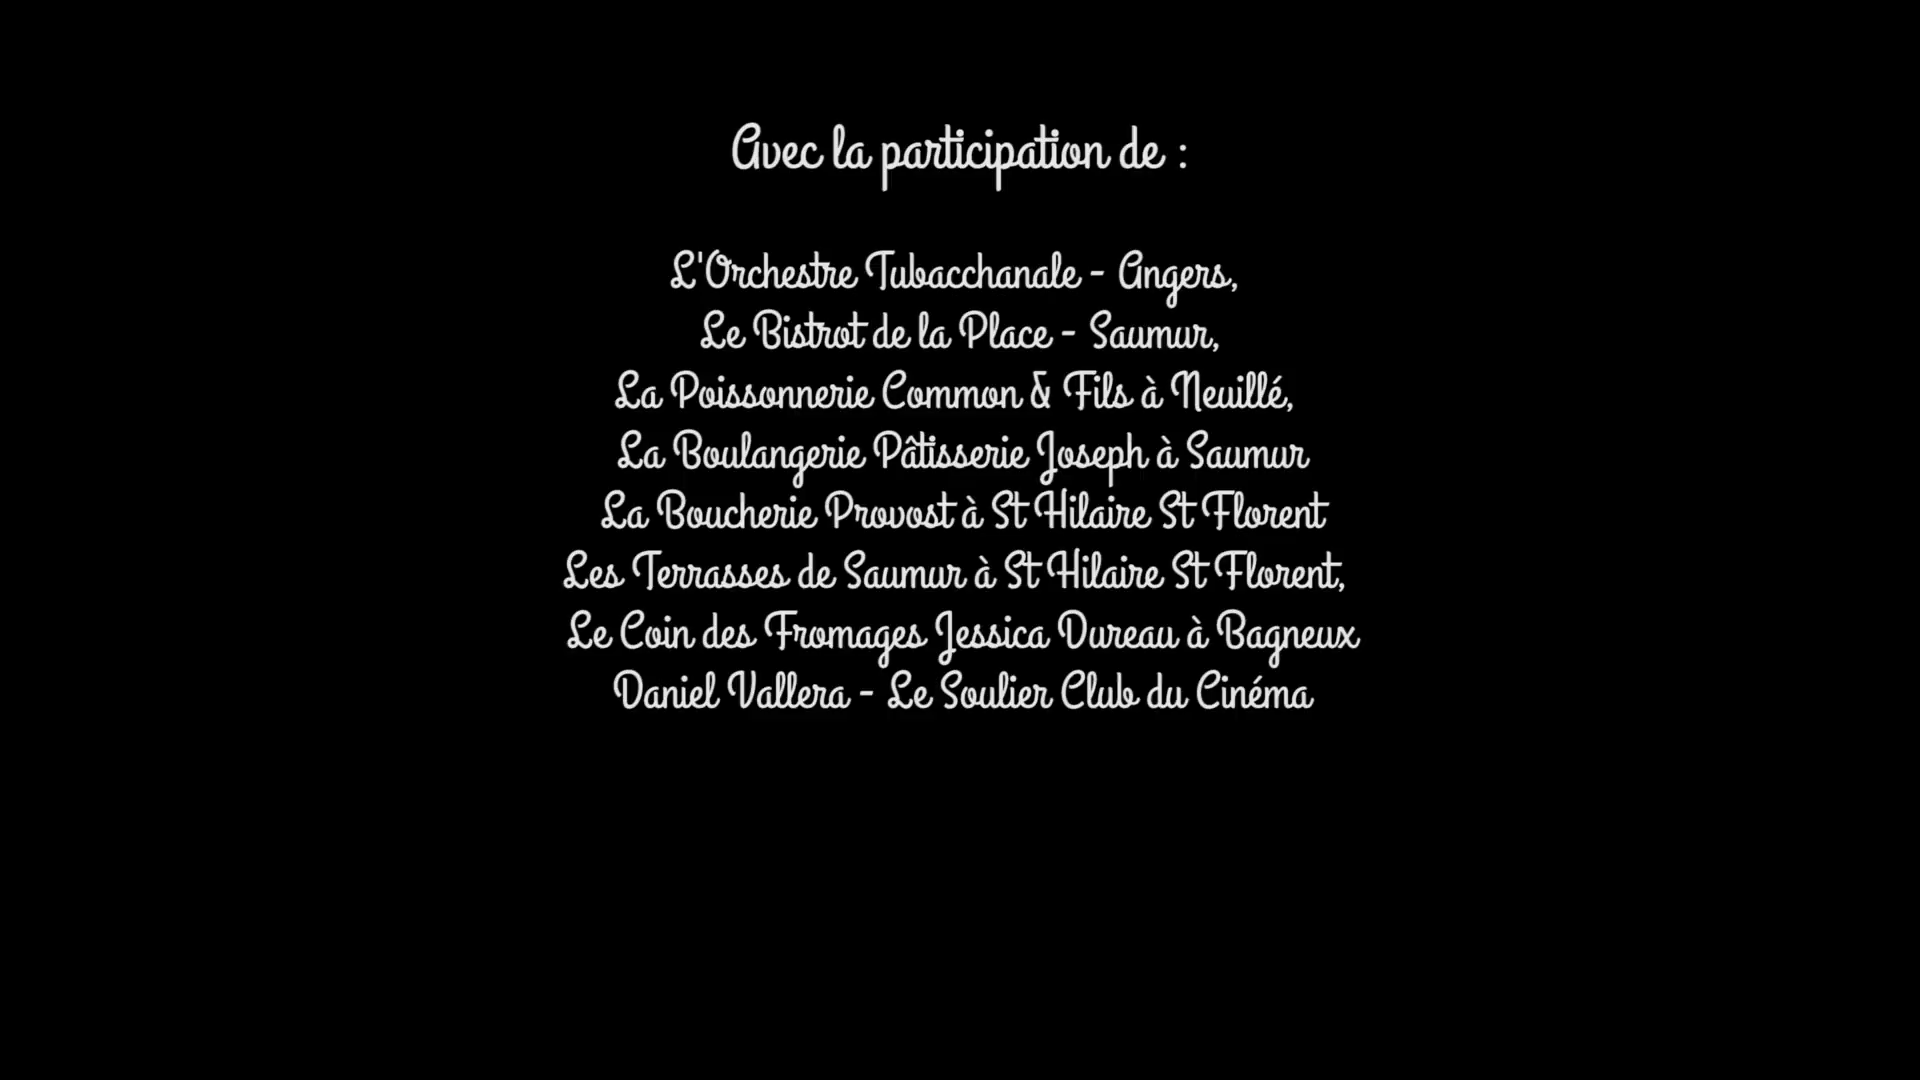 Avec la participation de :
L'Orchestre Tubacchanale - Angers,
Le Bistrot de la Place - Saumur,
La Poissonnerie Common & Fils à Neuillé,
La Boulangerie Pâtisserie Joseph à Saumur
La Boucherie Provost à St Hilaire St Florent
Les Terrasses de Saumur à St Hilaire St Florent,
Le Coin des Fromages Jessica Dureau à Bagneux
Daniel Vallera - Le Soulier Club du Cinéma